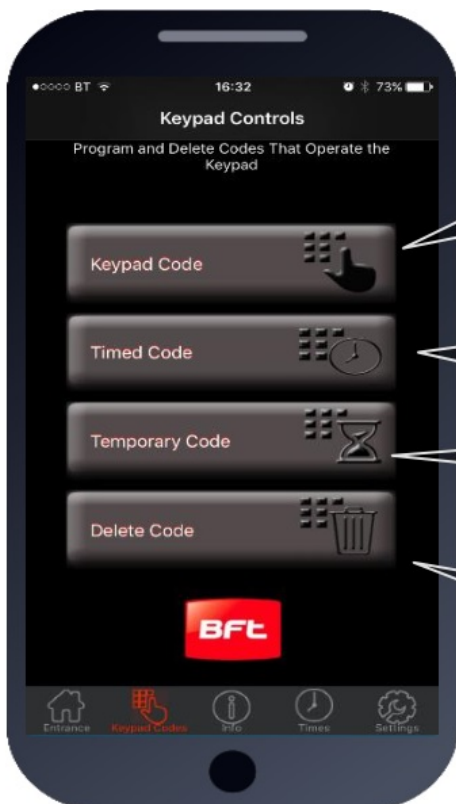 BT 16:32 73%
Keypad Controls
Program and Delete Codes That Operate the
Keypad
Keypad Code
Timed Code
Temporary Code
Delete Code
BFt
Entrance Keypad Codes Info Times Settings